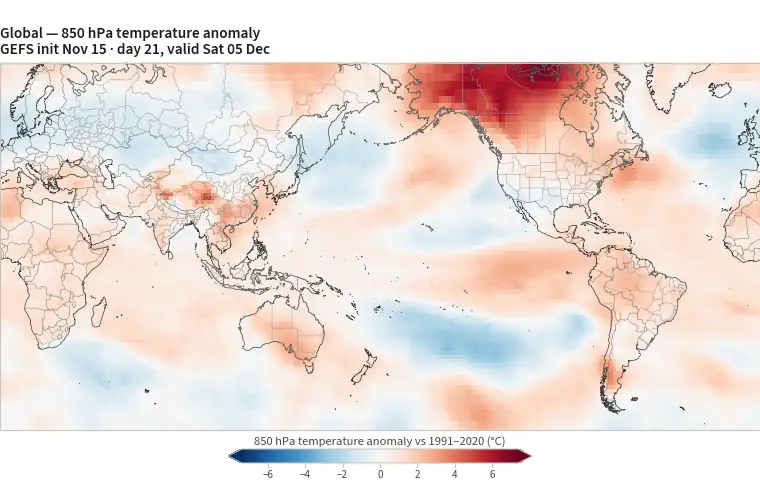 Global — 850 hPa temperature anomaly
GEFS init Nov 15 · day 21, valid Sat 05 Dec
850 hPa temperature anomaly vs 1991–2020 (°C)
−6 −4 −2 0 2 4 6